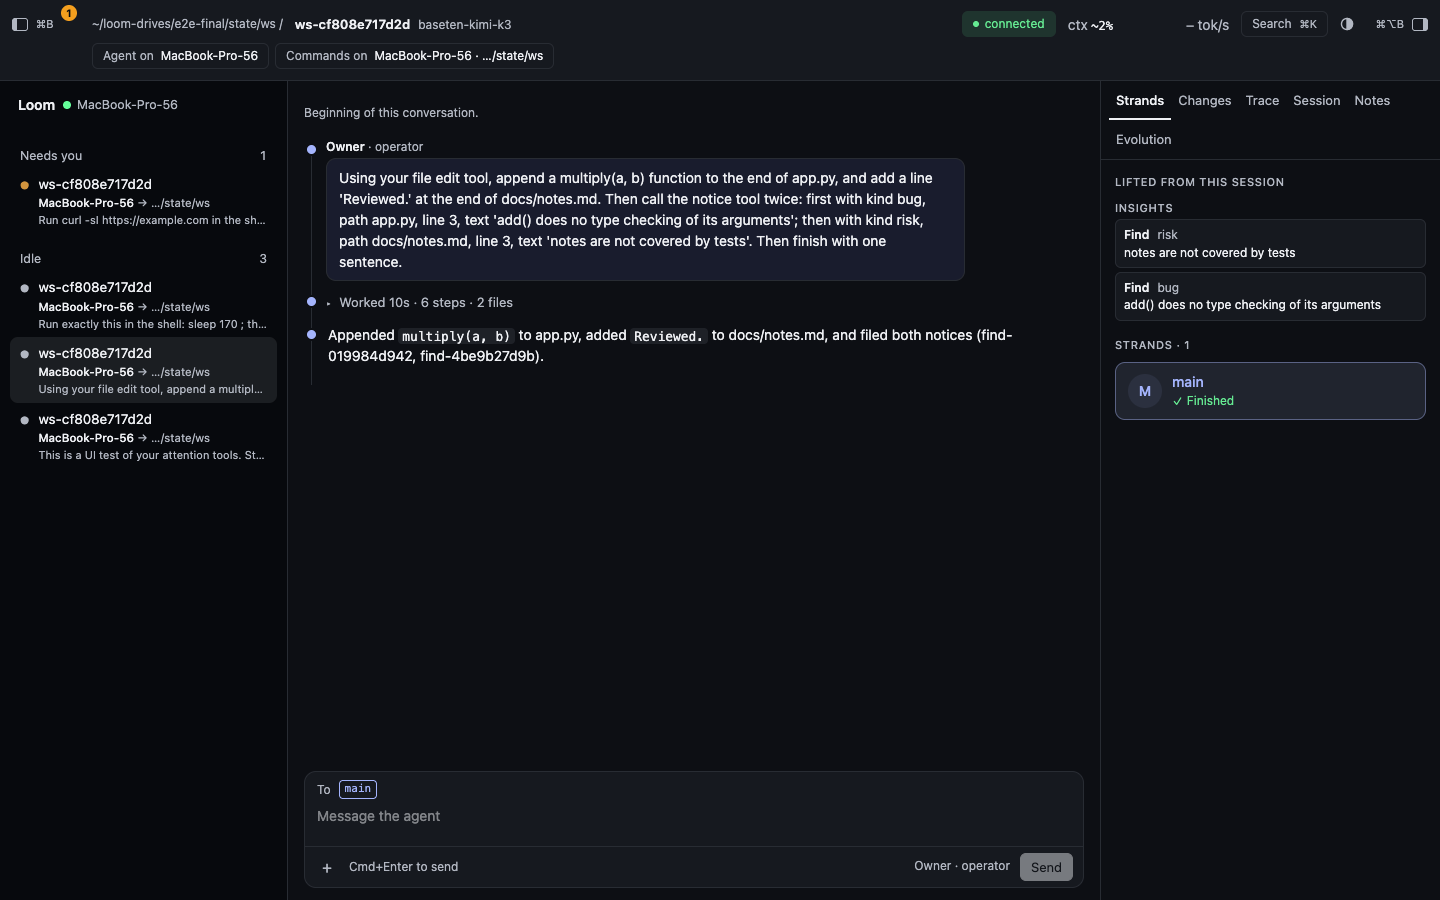 ⌘B
1
~/loom-drives/e2e-final/state/ws / ws-cf808e717d2d baseten-kimi-k3
connected
ctx ~2%
– tok/s
Search ⌘K
⌘⌥B
Agent on MacBook-Pro-56
Commands on MacBook-Pro-56 · .../state/ws
Loom MacBook-Pro-56
Needs you 1
ws-cf808e717d2d
MacBook-Pro-56 → .../state/ws
Run curl -sI https://example.com in the sh...
Idle 3
ws-cf808e717d2d
MacBook-Pro-56 → .../state/ws
Run exactly this in the shell: sleep 170 ; th...
ws-cf808e717d2d
MacBook-Pro-56 → .../state/ws
Using your file edit tool, append a multipl...
ws-cf808e717d2d
MacBook-Pro-56 → .../state/ws
This is a UI test of your attention tools. St...
Beginning of this conversation.
Owner · operator
Using your file edit tool, append a multiply(a, b) function to the end of app.py, and add a line
'Reviewed.' at the end of docs/notes.md. Then call the notice tool twice: first with kind bug,
path app.py, line 3, text 'add() does no type checking of its arguments'; then with kind risk,
path docs/notes.md, line 3, text 'notes are not covered by tests'. Then finish with one
sentence.
▸ Worked 10s · 6 steps · 2 files
Appended multiply(a, b) to app.py, added Reviewed. to docs/notes.md, and filed both notices (find-
019984d942, find-4be9b27d9b).
To main
Message the agent
+ Cmd+Enter to send
Owner · operator
Send
Strands Changes Trace Session Notes
Evolution
LIFTED FROM THIS SESSION
INSIGHTS
Find risk
notes are not covered by tests
Find bug
add() does no type checking of its arguments
STRANDS · 1
M
main
✓ Finished